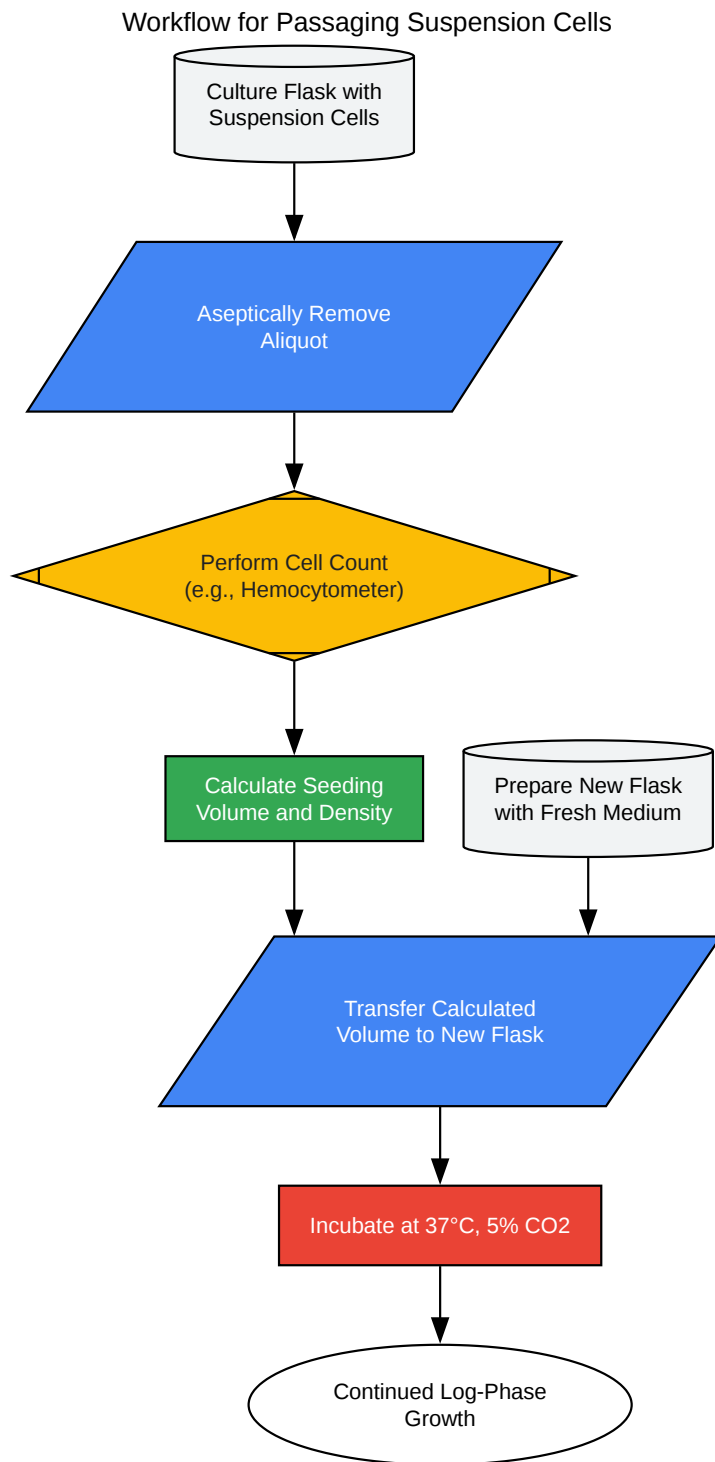 Workflow for Passaging Suspension Cells
Culture Flask with
Suspension Cells
Aseptically Remove
Aliquot
Perform Cell Count
(e.g., Hemocytometer)
Calculate Seeding
Volume and Density
Prepare New Flask
with Fresh Medium
Transfer Calculated
Volume to New Flask
Incubate at 37°C, 5% CO2
Continued Log-Phase
Growth